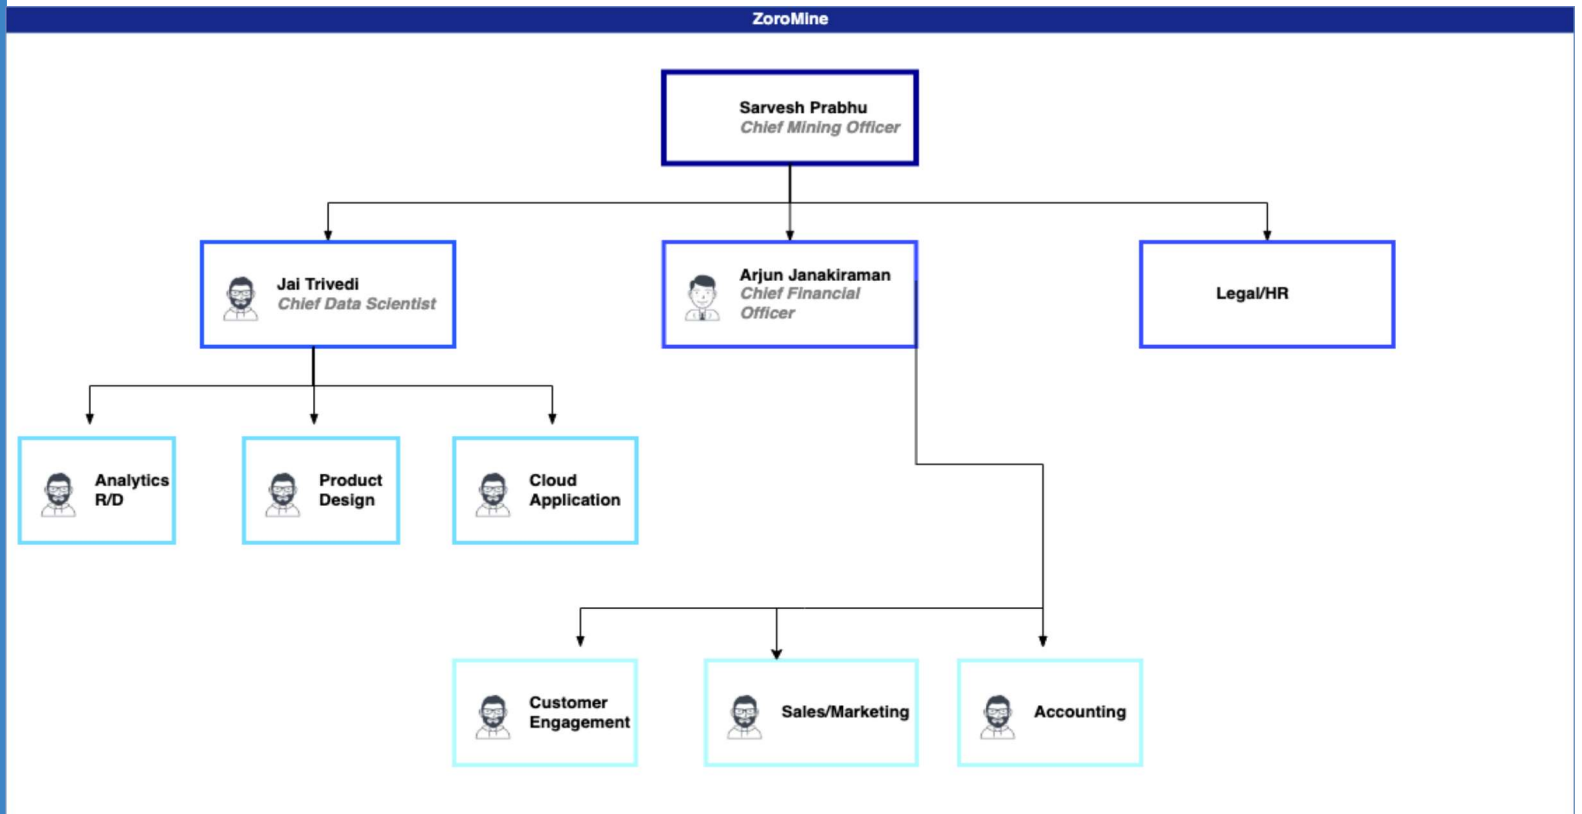 ZoroMine
Sarvesh Prabhu
Chief Mining Officer
Jai Trivedi
Chief Data Scientist
Arjun Janakiraman
Chief Financial
Officer
Legal/HR
Analytics
R/D
Product
Design
Cloud
Application
Customer
Engagement
Sales/Marketing
Accounting